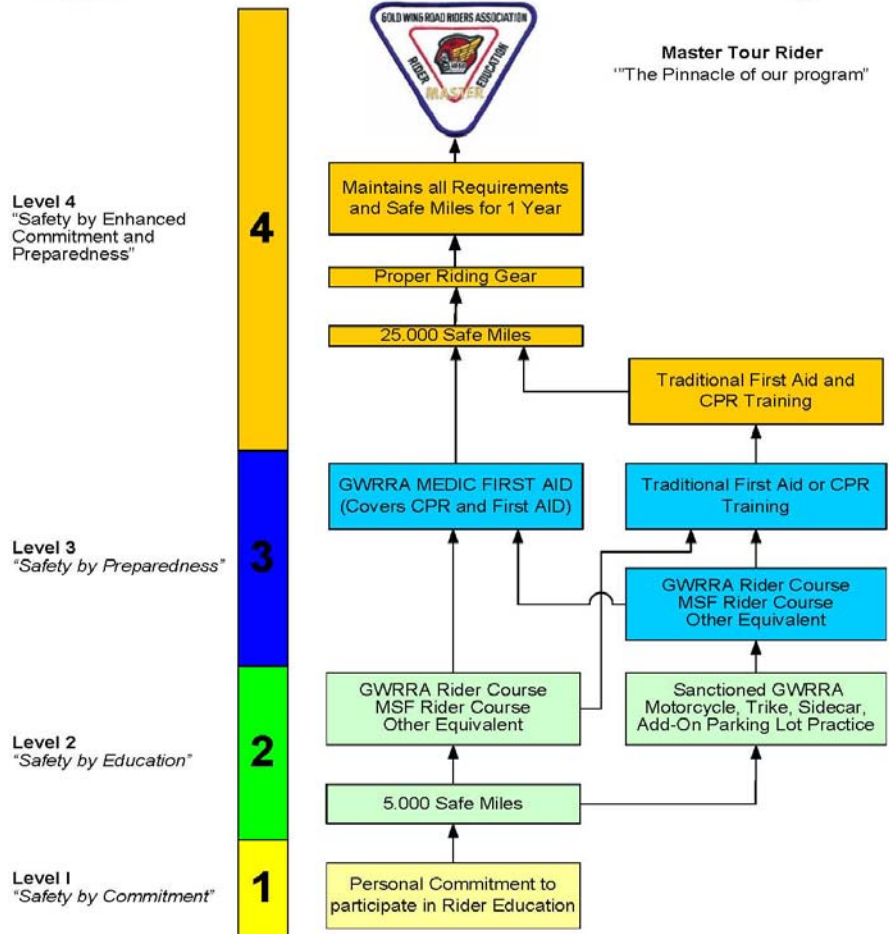 GOLD WING ROAD RIDERS ASSOCIATION
RIDER
EDUCATION
MASTER
Master Tour Rider
'"The Pinnacle of our program"
Level 4
"Safety by Enhanced
Commitment and
Preparedness"
4
Maintains all Requirements
and Safe Miles for 1 Year
Proper Riding Gear
25.000 Safe Miles
Traditional First Aid and
CPR Training
Level 3
"Safety by Preparedness"
3
GWRRA MEDIC FIRST AID
(Covers CPR and First AID)
Traditional First Aid or CPR
Training
GWRRA Rider Course
MSF Rider Course
Other Equivalent
Level 2
"Safety by Education"
2
GWRRA Rider Course
MSF Rider Course
Other Equivalent
Sanctioned GWRRA
Motorcycle, Trike, Sidecar,
Add-On Parking Lot Practice
5.000 Safe Miles
Level I
"Safety by Commitment"
1
Personal Commitment to
participate in Rider Education